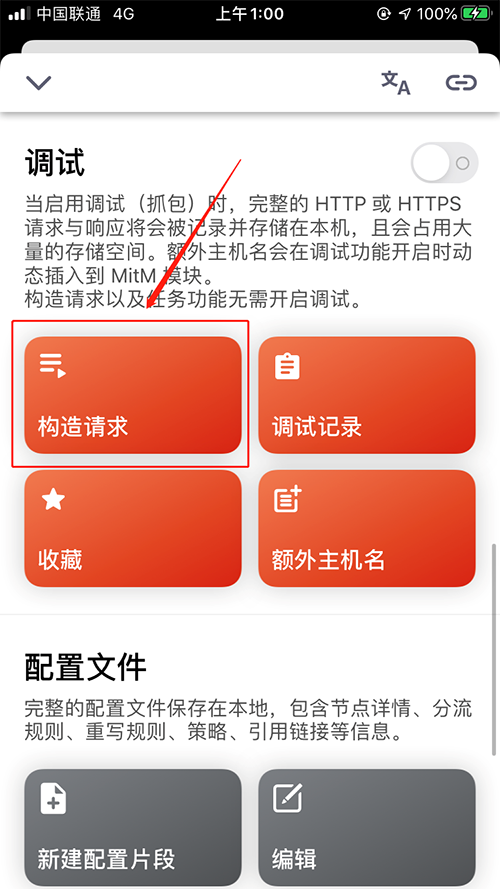 中国联通 4G 上午1:00 100%
文A
调试
当启用调试（抓包）时，完整的 HTTP 或 HTTPS
请求与响应将会被记录并存储在本机，且会占用大
量的存储空间。额外主机名会在调试功能开启时动
态插入到 MitM 模块。
构造请求以及任务功能无需开启调试。
构造请求 调试记录
收藏 额外主机名
配置文件
完整的配置文件保存在本地，包含节点详情、分流
规则、重写规则、策略、引用链接等信息。
新建配置片段 编辑